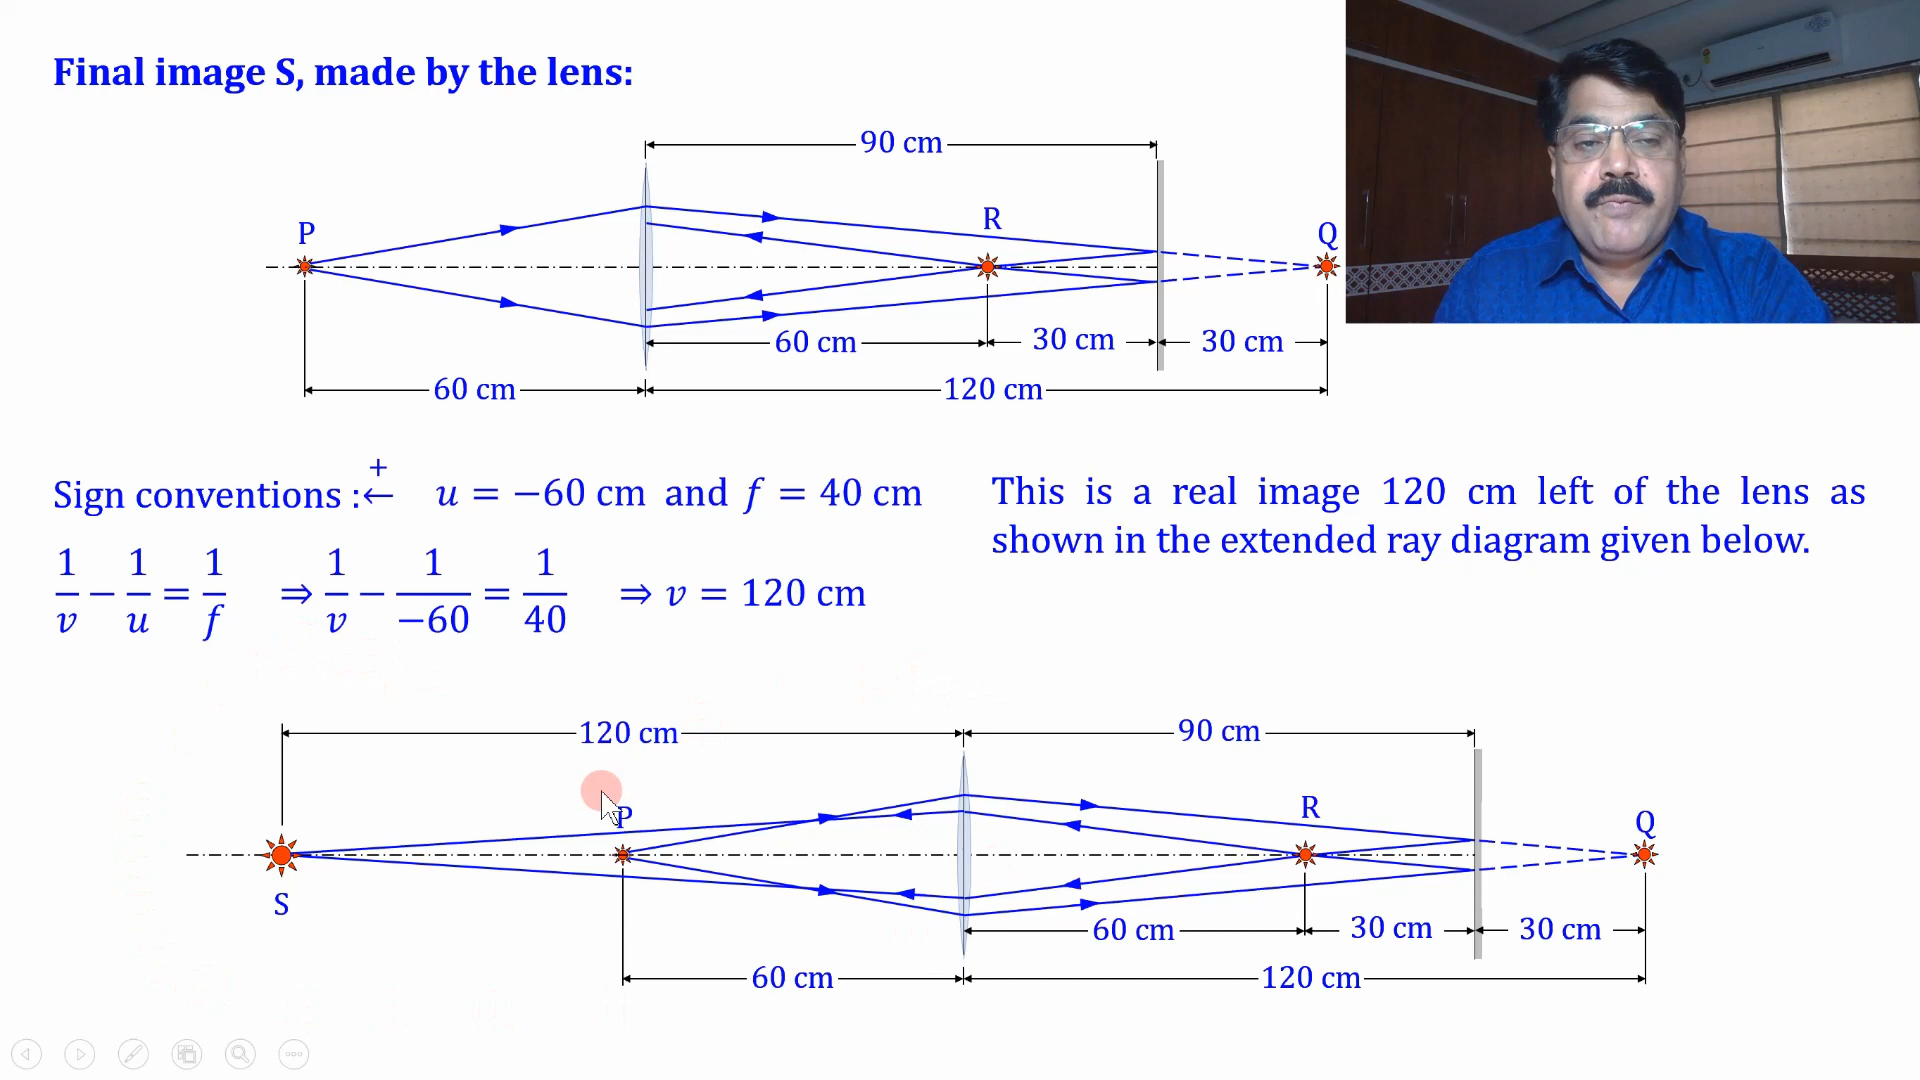 Final image S, made by the lens:
90 cm
P
R
Q
60 cm
30 cm
30 cm
60 cm
120 cm
Sign conventions :+← u = −60 cm and f = 40 cm
1/v − 1/u = 1/f ⇒ 1/v − 1/−60 = 1/40 ⇒ v = 120 cm
This is a real image 120 cm left of the lens as
shown in the extended ray diagram given below.
120 cm
90 cm
P
R
Q
S
60 cm
30 cm
30 cm
60 cm
120 cm